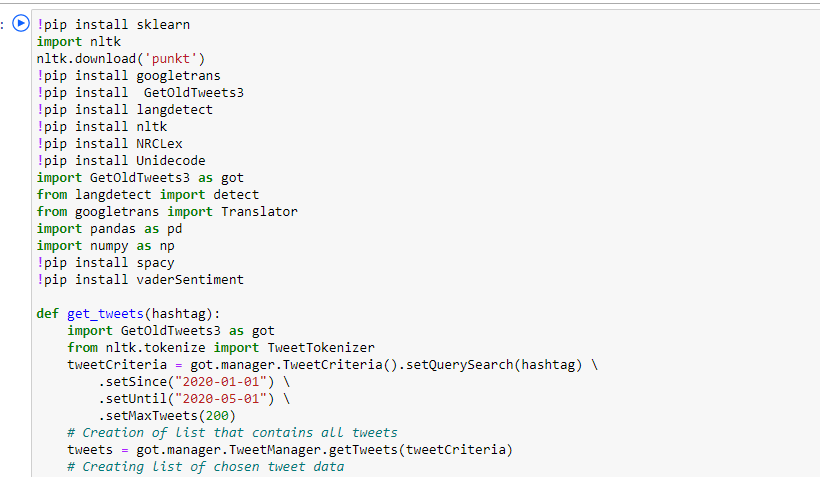 :
!pip install sklearn
import nltk
nltk.download('punkt')
!pip install googletrans
!pip install  GetOldTweets3
!pip install langdetect
!pip install nltk
!pip install NRCLex
!pip install Unidecode
import GetOldTweets3 as got
from langdetect import detect
from googletrans import Translator
import pandas as pd
import numpy as np
!pip install spacy
!pip install vaderSentiment

def get_tweets(hashtag):
    import GetOldTweets3 as got
    from nltk.tokenize import TweetTokenizer
    tweetCriteria = got.manager.TweetCriteria().setQuerySearch(hashtag) \
        .setSince("2020-01-01") \
        .setUntil("2020-05-01") \
        .setMaxTweets(200)
    # Creation of list that contains all tweets
    tweets = got.manager.TweetManager.getTweets(tweetCriteria)
    # Creating list of chosen tweet data